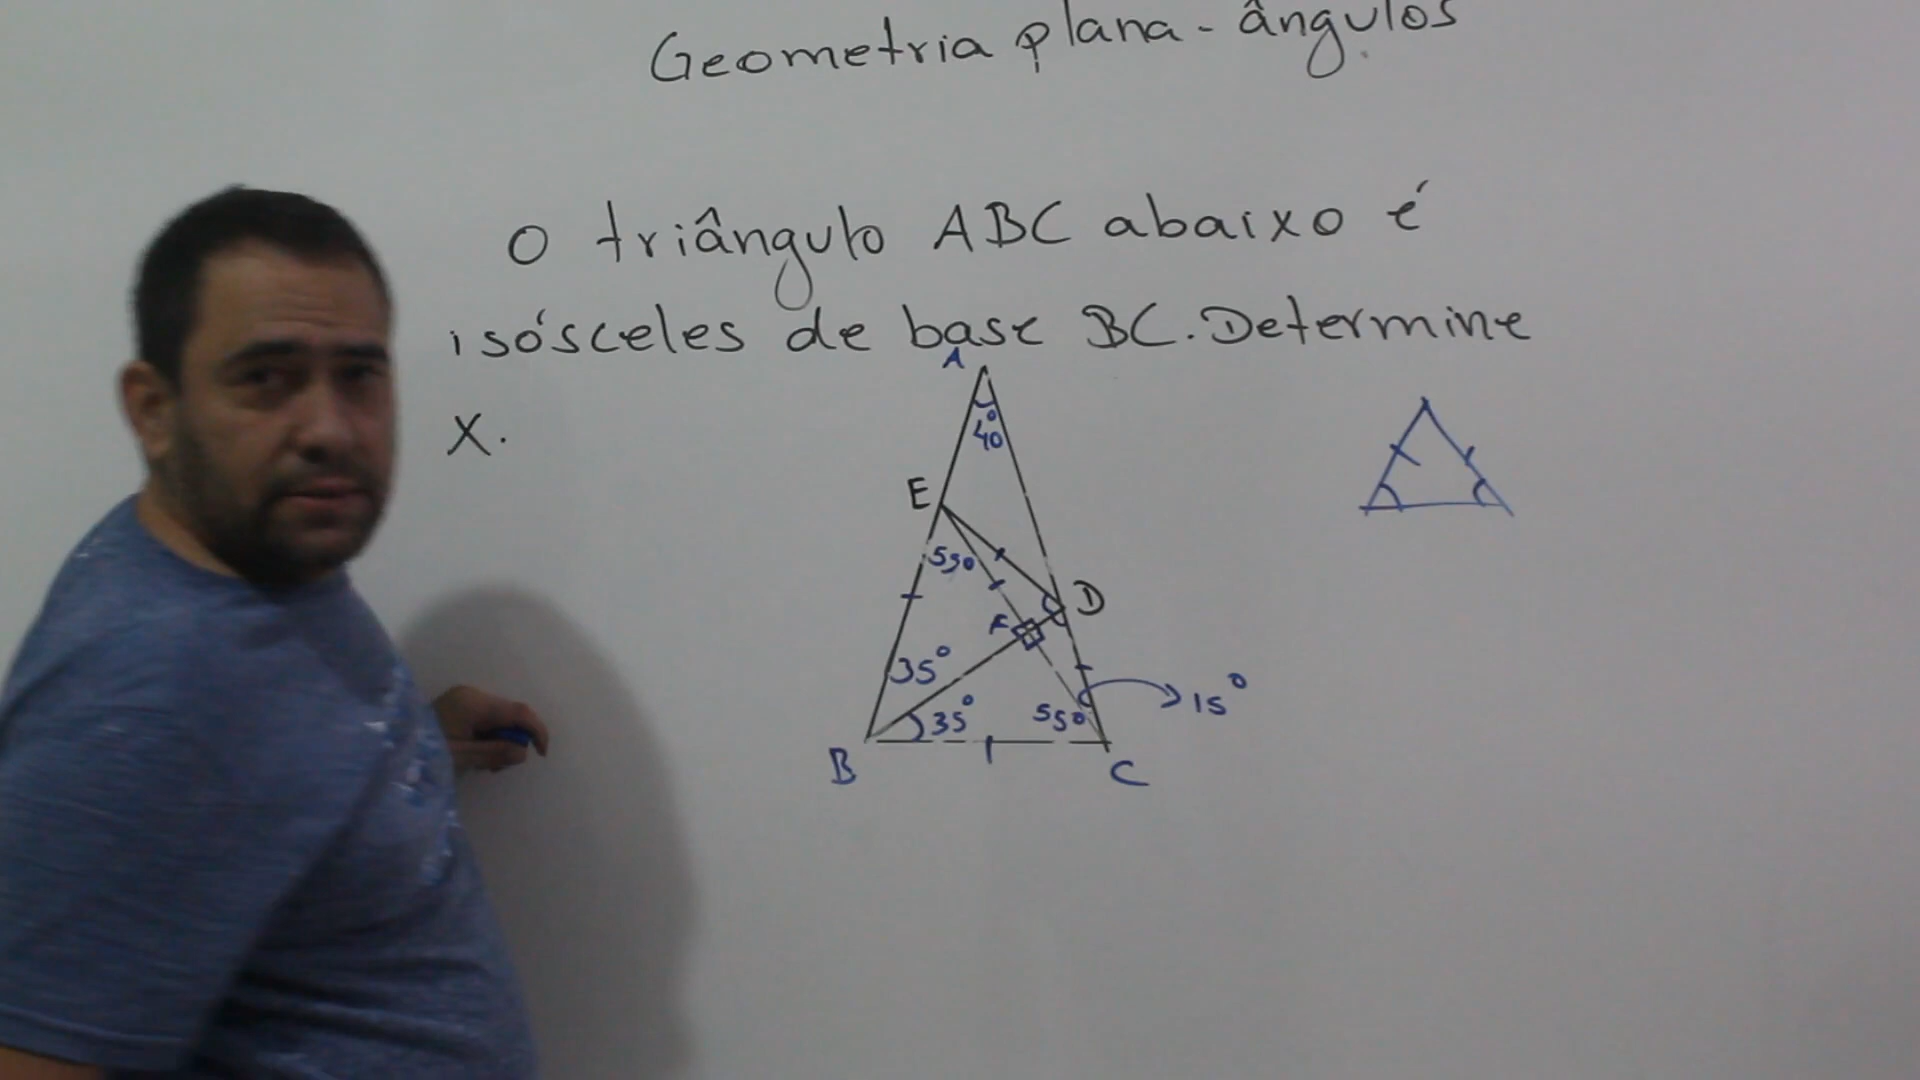 Geometria plana - ângulos
O triângulo ABC abaixo é
isósceles de base BC. Determine
x.
A
40°
E
55°
D
F
35°
15°
35°
55°
B
C